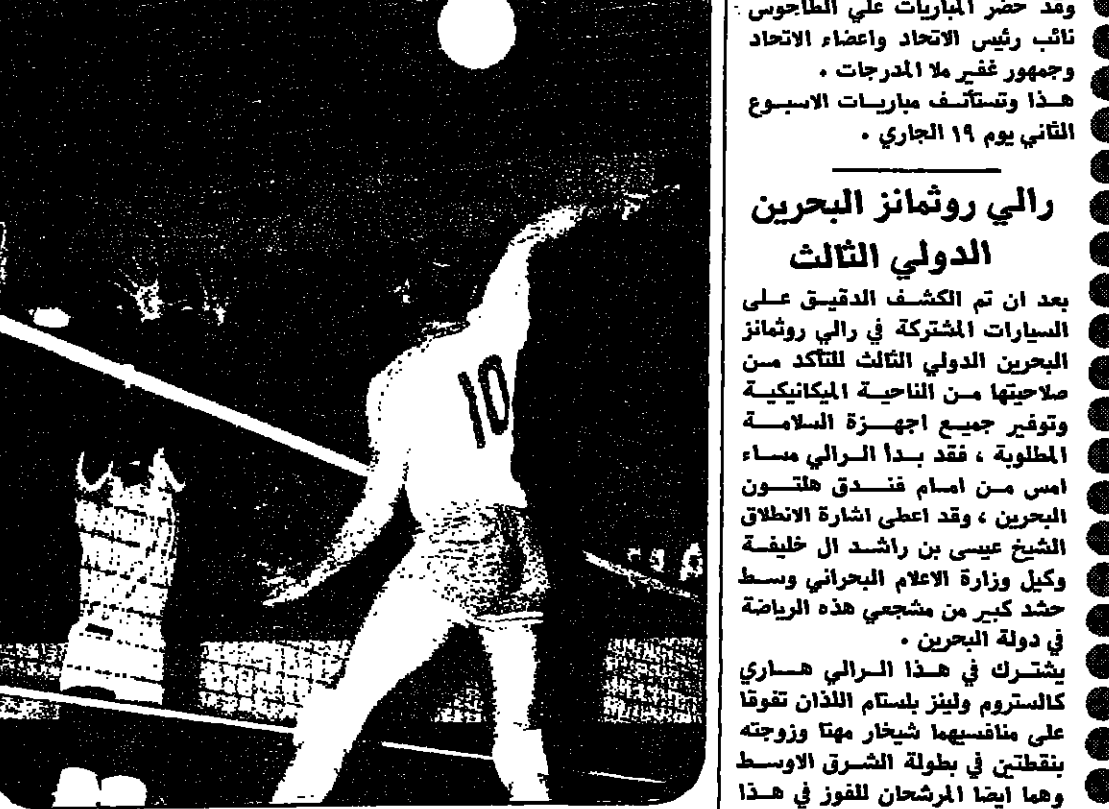 وقد حضر المباريات علي الطاجوس
نائب رئيس الاتحاد واعضاء الاتحاد
وجمهور غفير ملا المدرجات .
هـذا وتستأنف مباريات الاسبوع
الثاني يوم ١٩ الجاري .
رالي روثمانز البحرين
الدولي الثالث
بعد ان تم الكشف الدقيق على
السيارات المشتركة في رالي روثمانز
البحرين الدولي الثالث للتأكد من
صلاحيتها من الناحية الميكانيكية
وتوفير جميع اجهزة السلامة
المطلوبة ، فقد بدأ الرالي مساء
امس من امام فندق هلتون
البحرين ، وقد اعطى اشارة الانطلاق
الشيخ عيسى بن راشد ال خليفة
وكيل وزارة الاعلام البحراني وسط
حشد كبير من مشجعي هذه الرياضة
في دولة البحرين .
يشترك في هذا الرالي هاري
كالستروم ولينز بلستام اللذان تفوقا
على منافسيهما شيخار مهتا وزوجته
بنقطتين في بطولة الشرق الاوسط
وهما ايضا المرشحان للفوز في هذا
10